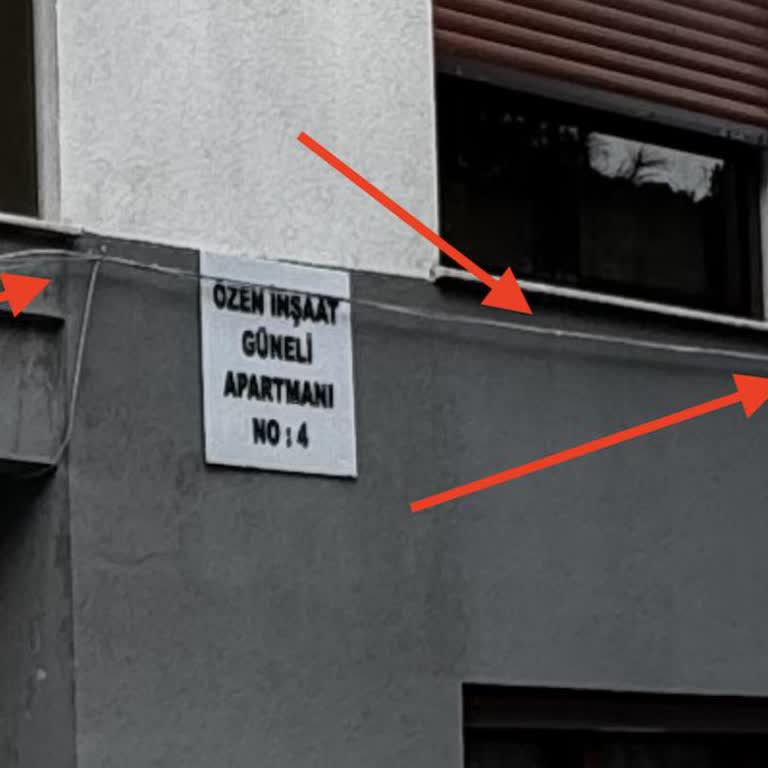 ÖZEN İNŞAAT
GÜNELİ
APARTMANI
NO : 4